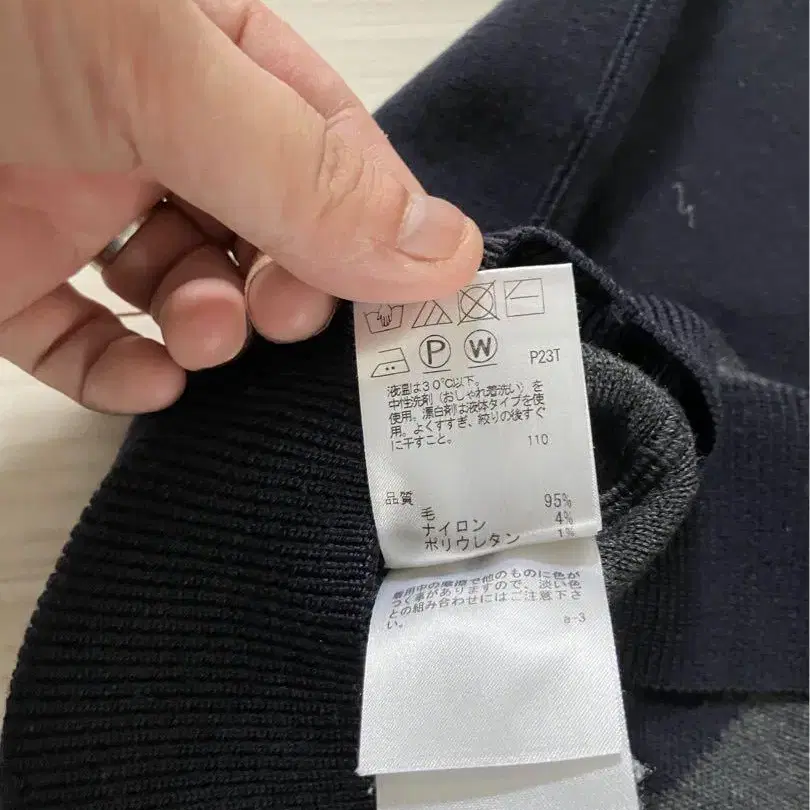 P W P23T
液温は30℃以下。
中性洗剤（おしゃれ着洗い）を
使用。漂白剤は液体タイプを使
用。よくすすぎ、絞りの後すぐ
に干すこと。 110
品質
毛 95%
ナイロン 4%
ポリウレタン 1%
着用中の摩擦で他のものに色が
つく事がありますので、淡い色
との組み合わせにはご注意下さ
い。 a-3